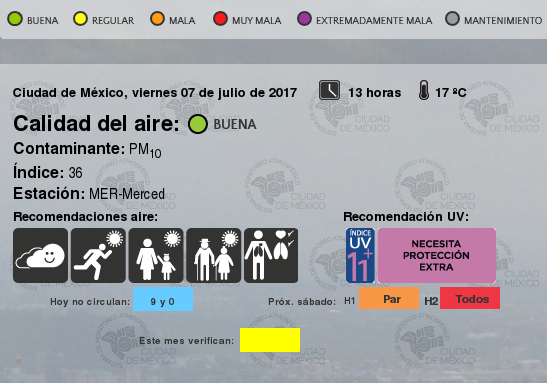 BUENA REGULAR MALA MUY MALA EXTREMADAMENTE MALA MANTENIMIENTO
Ciudad de México, viernes 07 de julio de 2017 13 horas 17 ºC
Calidad del aire: BUENA
Contaminante: PM10
Índice: 36
Estación: MER-Merced
Recomendaciones aire: Recomendación UV:
ÍNDICE UV 11+ NECESITA PROTECCIÓN EXTRA
Hoy no circulan: 9 y 0 Próx. sábado: H1 Par H2 Todos
Este mes verifican: